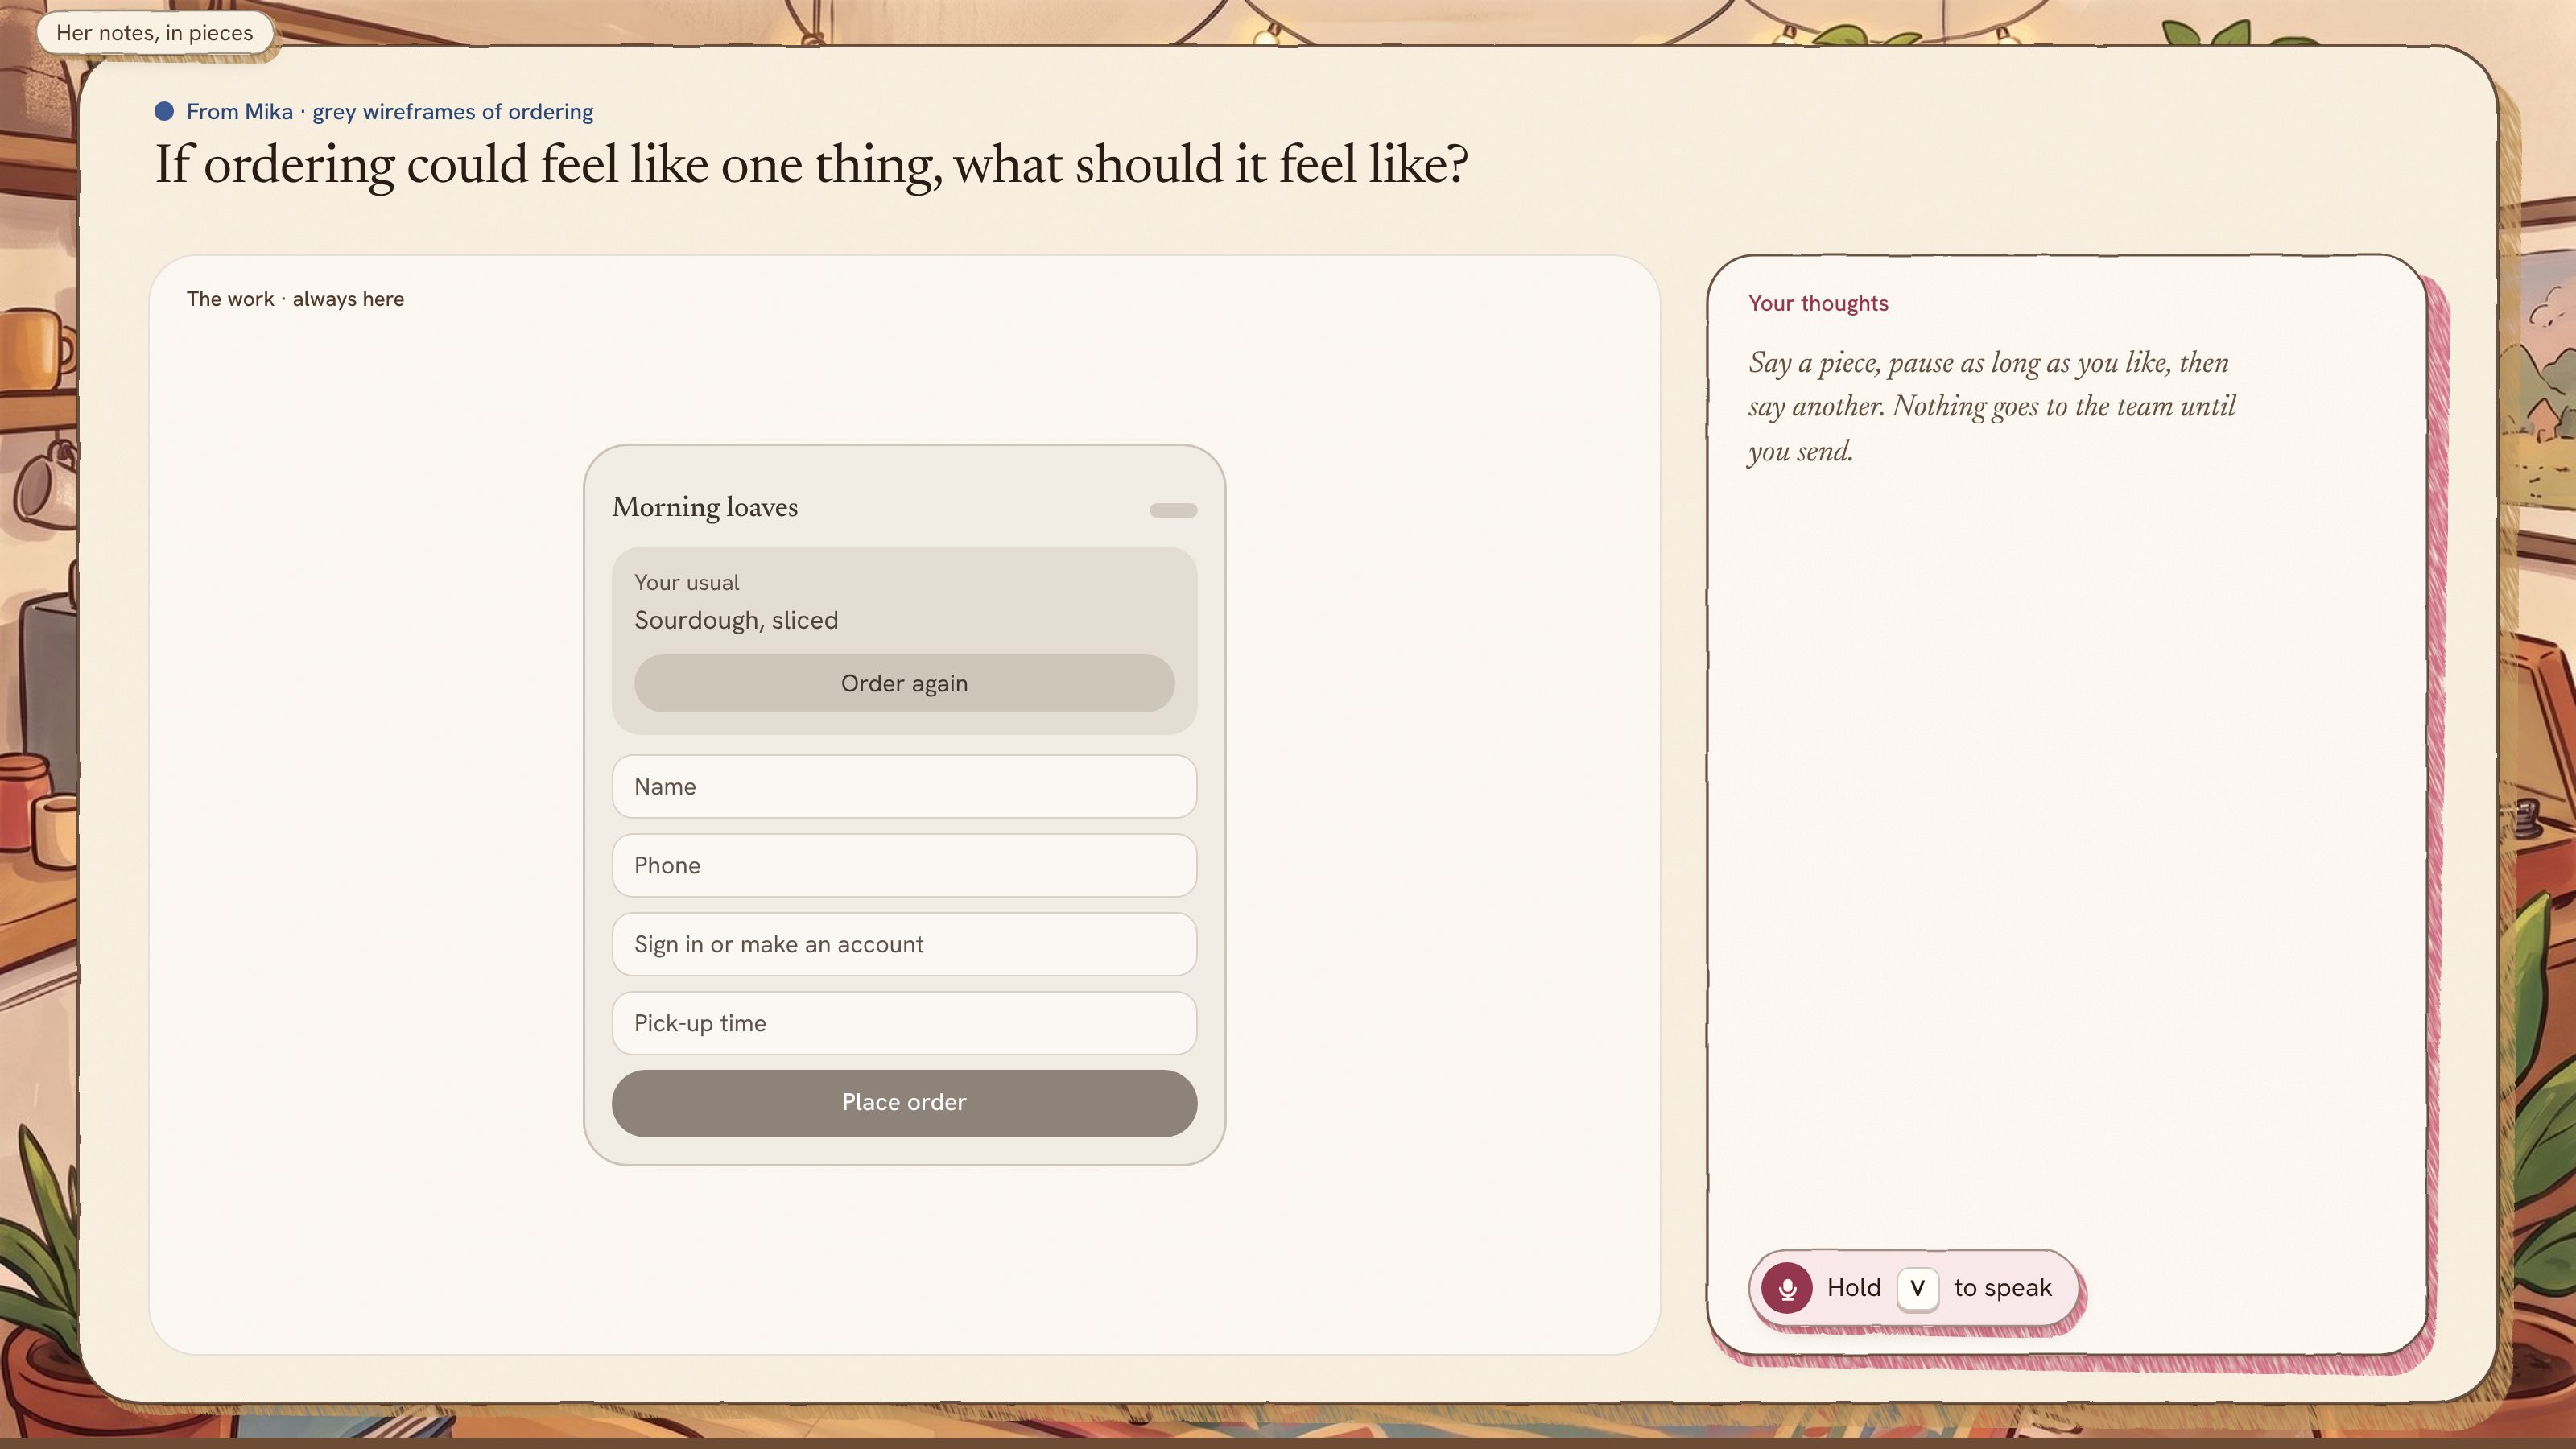 Her notes, in pieces
From Mika · grey wireframes of ordering
If ordering could feel like one thing, what should it feel like?
The work · always here
Morning loaves
Your usual
Sourdough, sliced
Order again
Name
Phone
Sign in or make an account
Pick-up time
Place order
Your thoughts
Say a piece, pause as long as you like, then
say another. Nothing goes to the team until
you send.
Hold V to speak